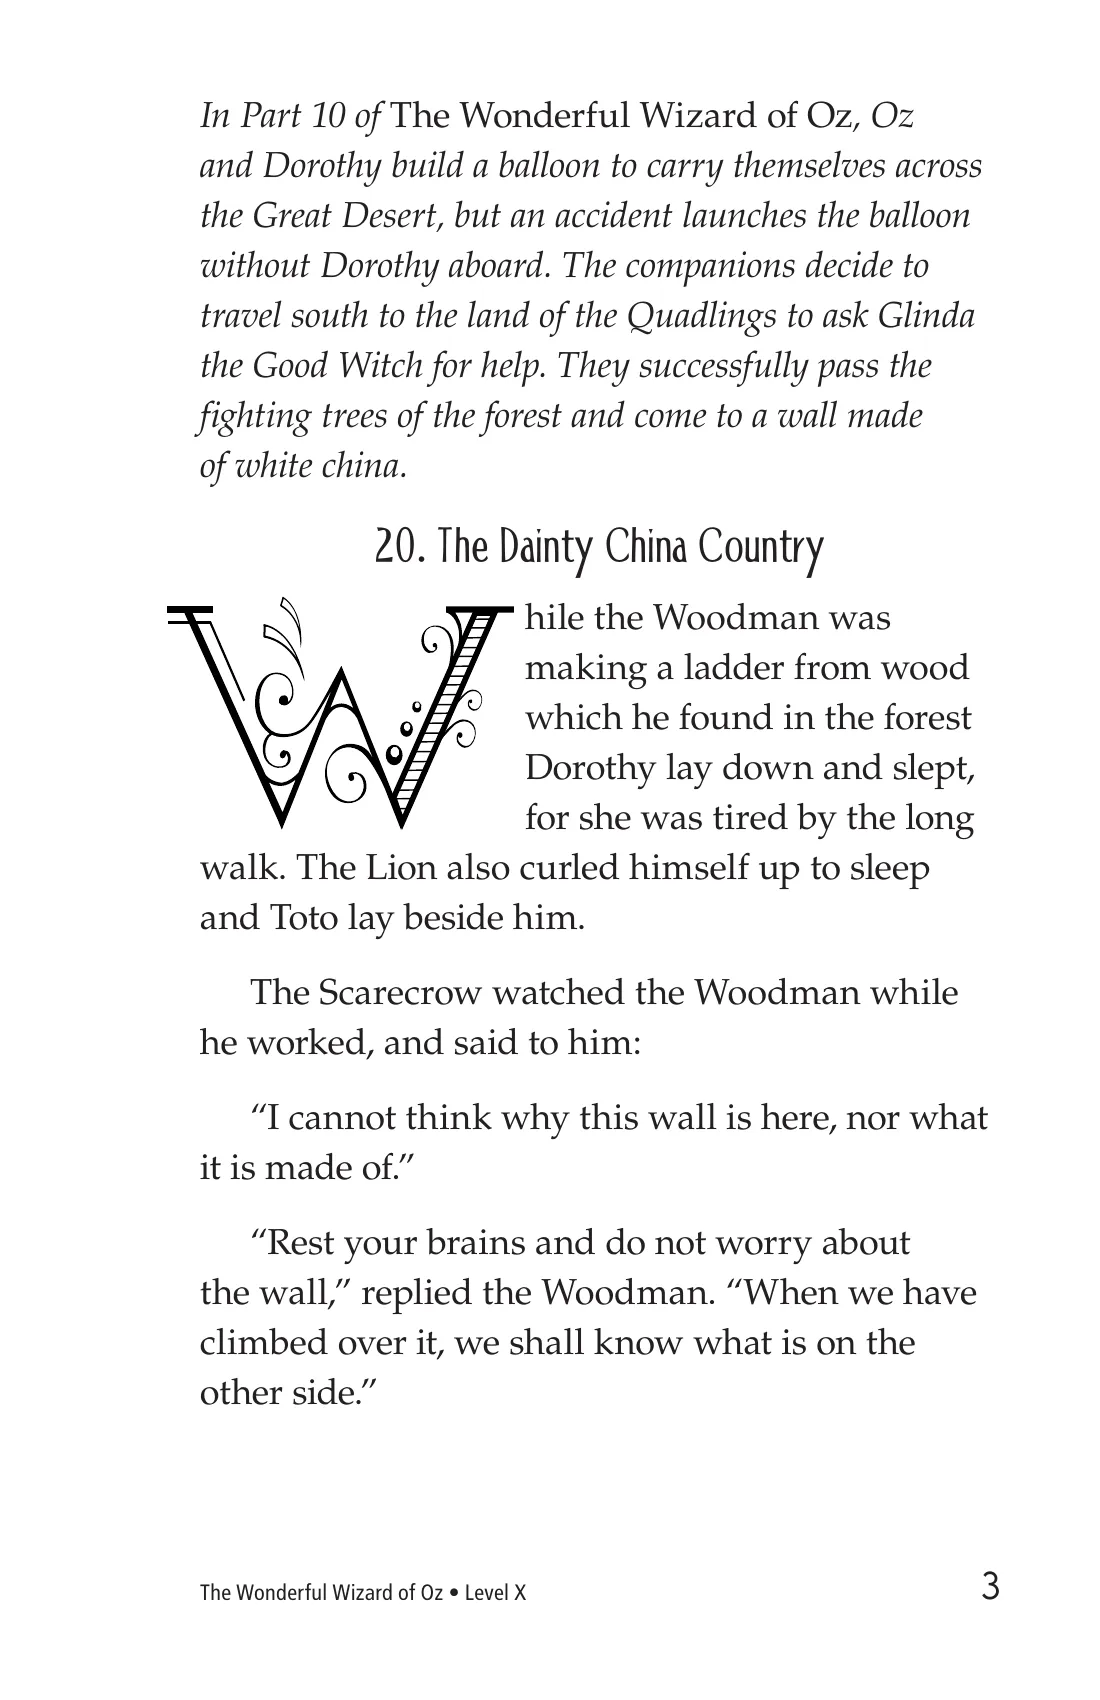 In Part 10 of The Wonderful Wizard of Oz, Oz
and Dorothy build a balloon to carry themselves across
the Great Desert, but an accident launches the balloon
without Dorothy aboard. The companions decide to
travel south to the land of the Quadlings to ask Glinda
the Good Witch for help. They successfully pass the
fighting trees of the forest and come to a wall made
of white china.
20. The Dainty China Country
While the Woodman was
making a ladder from wood
which he found in the forest
Dorothy lay down and slept,
for she was tired by the long
walk. The Lion also curled himself up to sleep
and Toto lay beside him.
The Scarecrow watched the Woodman while
he worked, and said to him:
“I cannot think why this wall is here, nor what
it is made of.”
“Rest your brains and do not worry about
the wall,” replied the Woodman. “When we have
climbed over it, we shall know what is on the
other side.”
The Wonderful Wizard of Oz • Level X
3